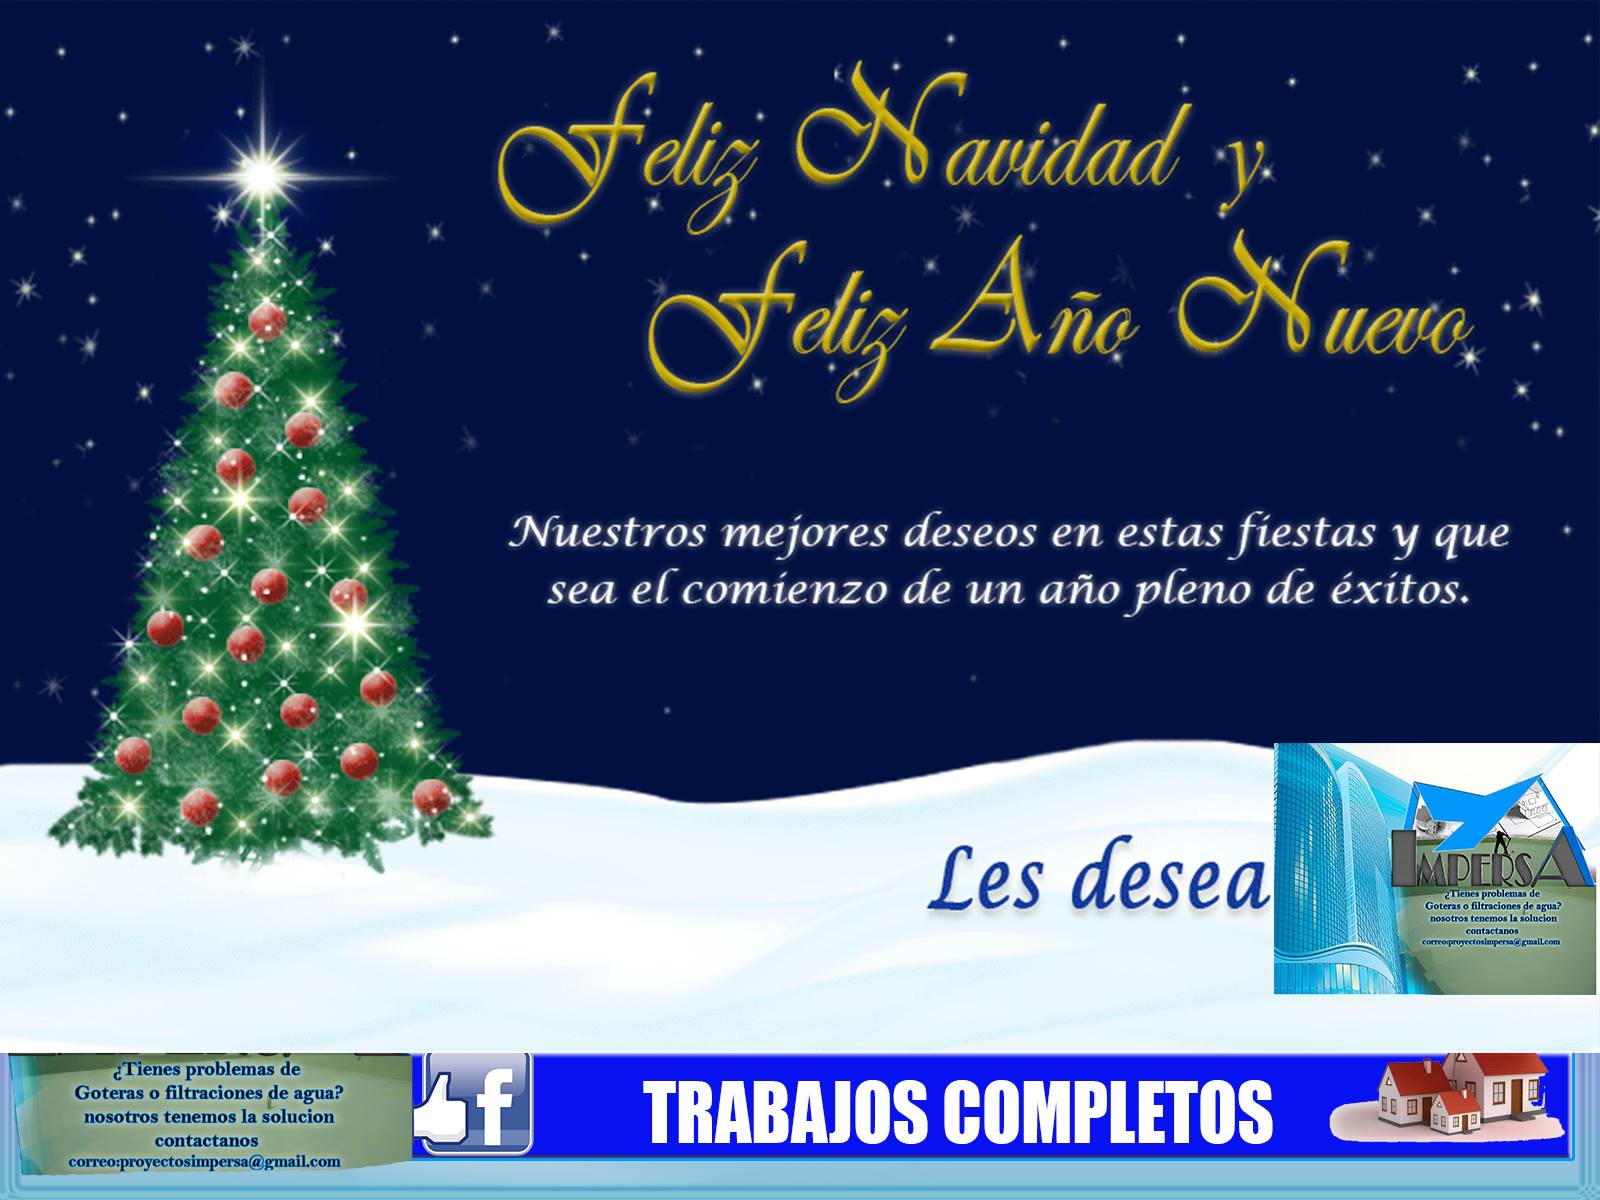 Feliz Navidad y
Feliz Año Nuevo
Nuestros mejores deseos en estas fiestas y que
sea el comienzo de un año pleno de éxitos.
Les desea
IMPERSA
¿Tienes problemas de
Goteras o filtraciones de agua?
nosotros tenemos la solucion
contactanos
correo:proyectosimpersa@gmail.com
¿Tienes problemas de
Goteras o filtraciones de agua?
nosotros tenemos la solucion
contactanos
correo:proyectosimpersa@gmail.com
f
TRABAJOS COMPLETOS